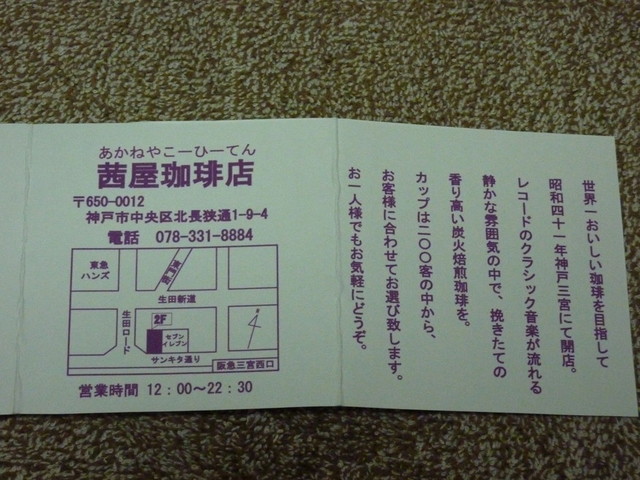 あかねやこーひーてん
茜屋珈琲店
〒650-0012
神戸市中央区北長狭通1-9-4
電話 078-331-8884
東急
ハンズ
東門街
生田新道
生田ロード
2F
セブン
イレブン
サンキタ通り
阪急三宮西口
営業時間 12:00〜22:30
世界一おいしい珈琲を目指して
昭和四十一年神戸三宮にて開店。
レコードのクラシック音楽が流れる
静かな雰囲気の中で、挽きたての
香り高い炭火焙煎珈琲を。
カップは二〇〇客の中から、
お客様に合わせてお選び致します。
お一人様でもお気軽にどうぞ。